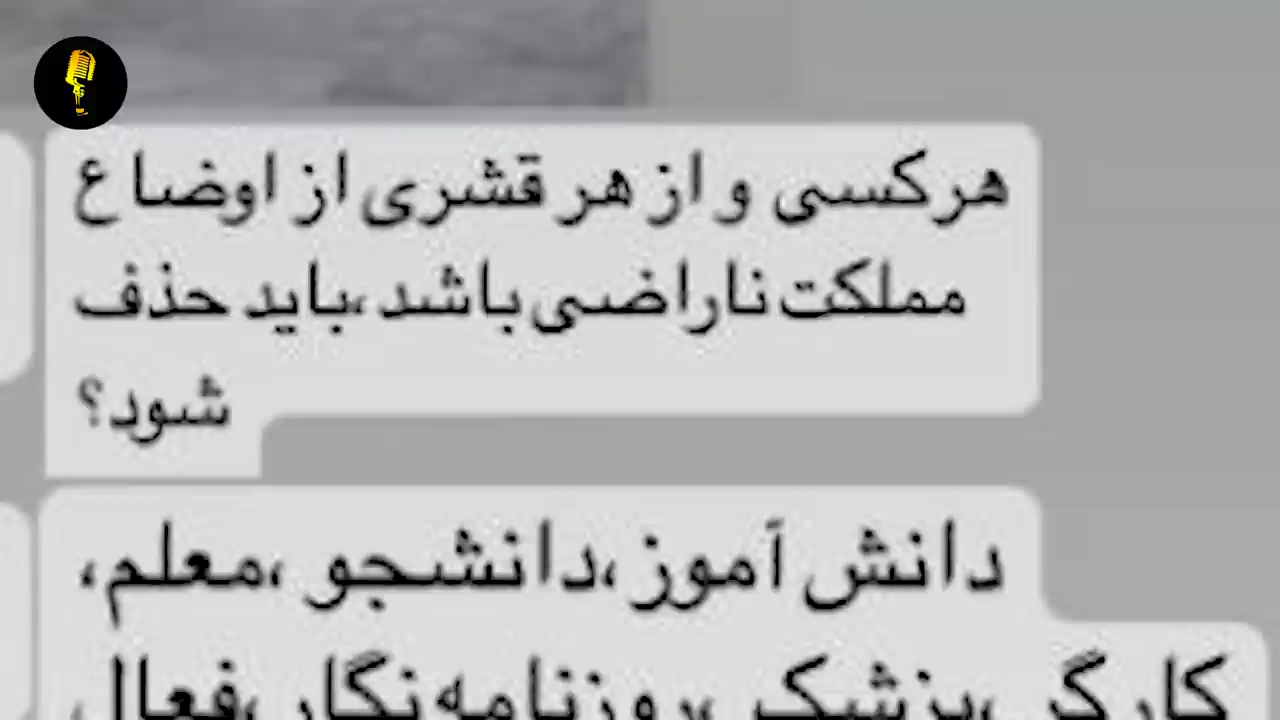 هرکسی و از هر قشری از اوضاع
مملکت ناراضی باشد ،باید حذف
شود؟
دانش آموز ،دانشجو ،معلم،
کارگر ،پزشک ،روزنامه نگار ،فعال